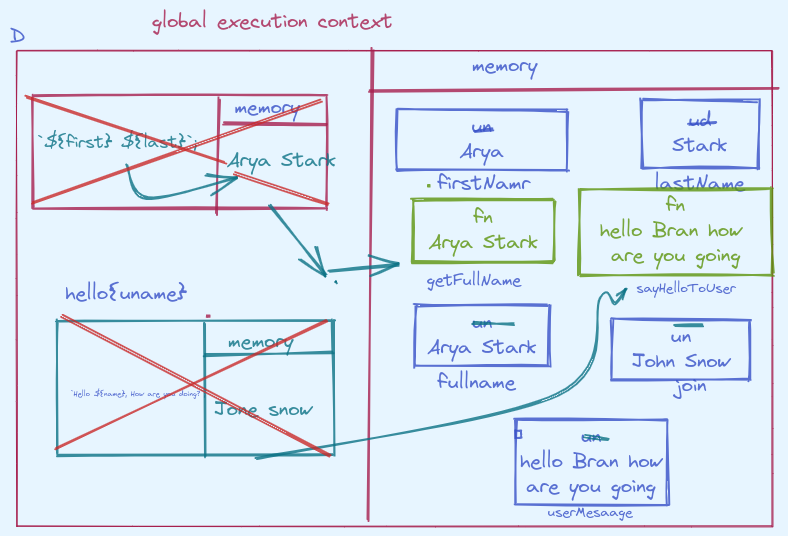 global execution context
D
memory
memory
`${first} ${last}`;
Arya Stark
un
Arya
firstNamr
ud
Stark
lastName
fn
Arya Stark
getFullName
fn
hello Bran how
are you going
sayHelloToUser
hello{uname}
memory
`Hello ${name}, How are you doing?`
Jone snow
un
Arya Stark
fullname
un
John Snow
join
un
hello Bran how
are you going
userMesaage